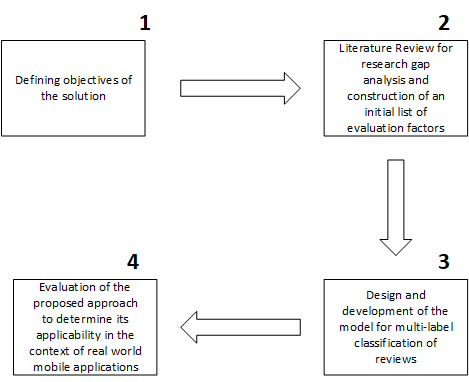 1
Defining objectives of
the solution
2
Literature Review for
research gap
analysis and
construction of an
initial list of
evaluation factors
3
Design and
development of the
model for multi-label
classification of
reviews
4
Evaluation of the
proposed approach
to determine its
applicability in the
context of real world
mobile applications